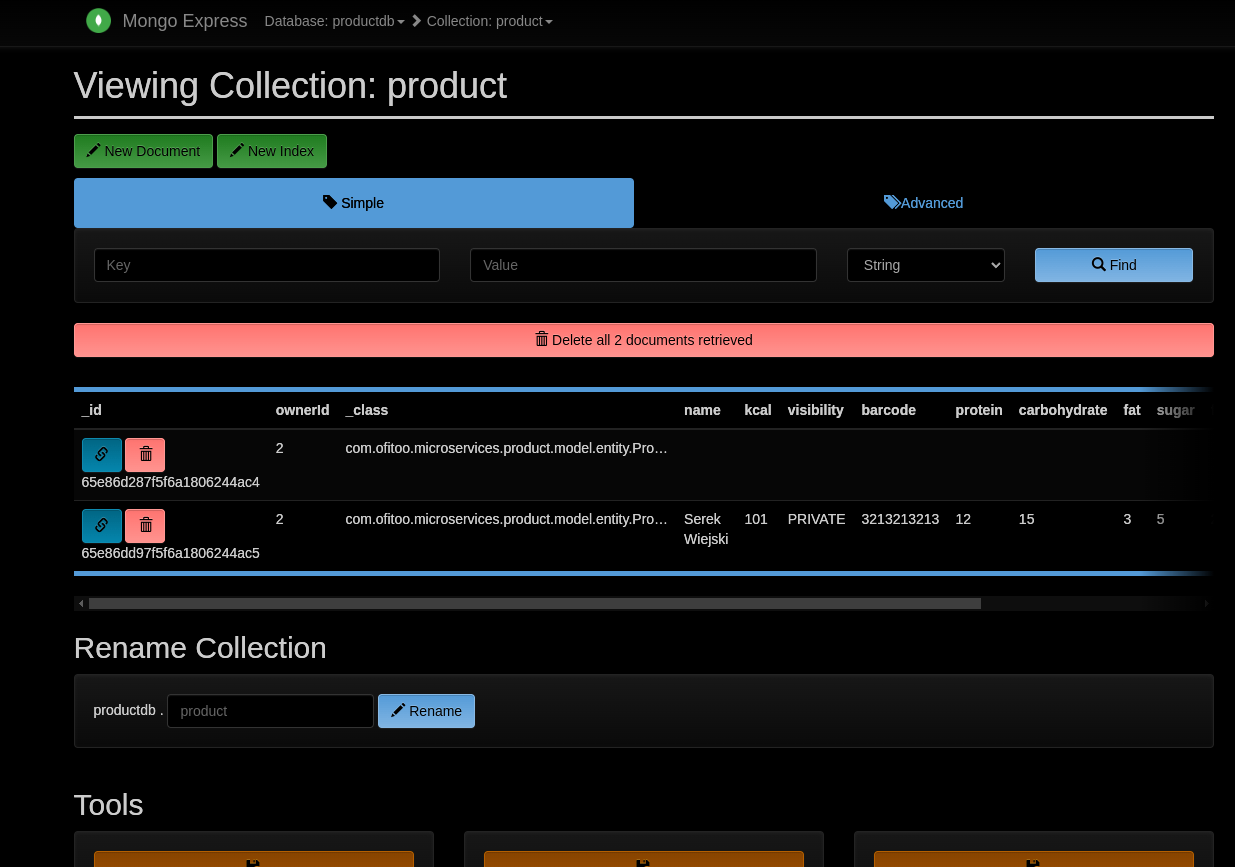 Mongo Express Database: productdb Collection: product
Viewing Collection: product
New Document New Index
Simple Advanced
Key Value String Find
Delete all 2 documents retrieved
_id ownerId _class name kcal visibility barcode protein carbohydrate fat sugar
2 com.ofitoo.microservices.product.model.entity.Pro…
65e86d287f5f6a1806244ac4
2 com.ofitoo.microservices.product.model.entity.Pro… Serek 101 PRIVATE 3213213213 12 15 3 5
Wiejski
65e86dd97f5f6a1806244ac5
Rename Collection
productdb . product Rename
Tools